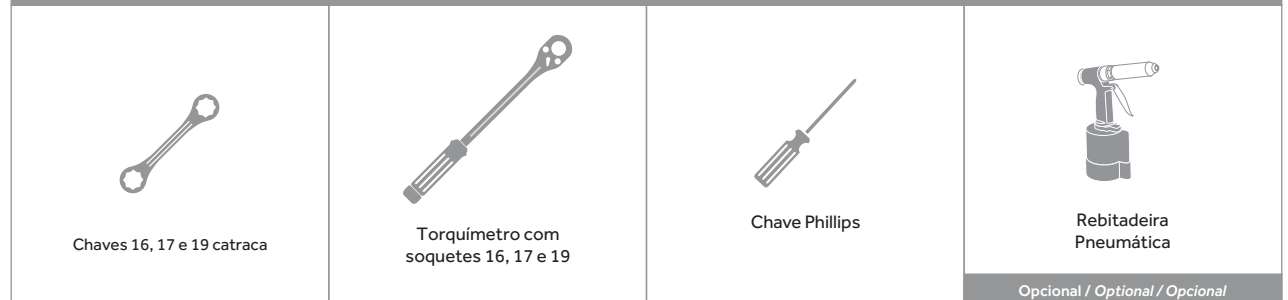 Chaves 16, 17 e 19 catraca
Torquímetro com
soquetes 16, 17 e 19
Chave Phillips
Rebitadeira
Pneumática
Opcional / Optional / Opcional